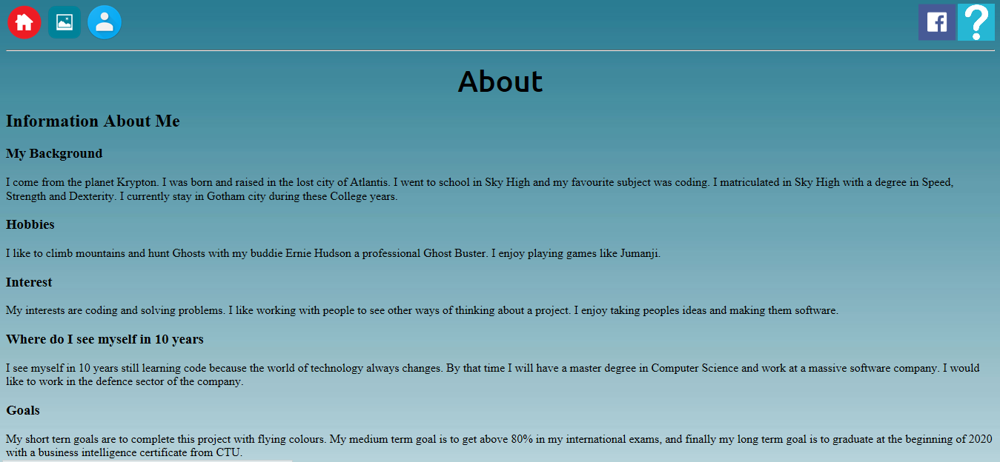 About
Information About Me
My Background
I come from the planet Krypton. I was born and raised in the lost city of Atlantis. I went to school in Sky High and my favourite subject was coding. I matriculated in Sky High with a degree in Speed,
Strength and Dexterity. I currently stay in Gotham city during these College years.
Hobbies
I like to climb mountains and hunt Ghosts with my buddie Ernie Hudson a professional Ghost Buster. I enjoy playing games like Jumanji.
Interest
My interests are coding and solving problems. I like working with people to see other ways of thinking about a project. I enjoy taking peoples ideas and making them software.
Where do I see myself in 10 years
I see myself in 10 years still learning code because the world of technology always changes. By that time I will have a master degree in Computer Science and work at a massive software company. I would
like to work in the defence sector of the company.
Goals
My short tern goals are to complete this project with flying colours. My medium term goal is to get above 80% in my international exams, and finally my long term goal is to graduate at the beginning of 2020
with a business intelligence certificate from CTU.